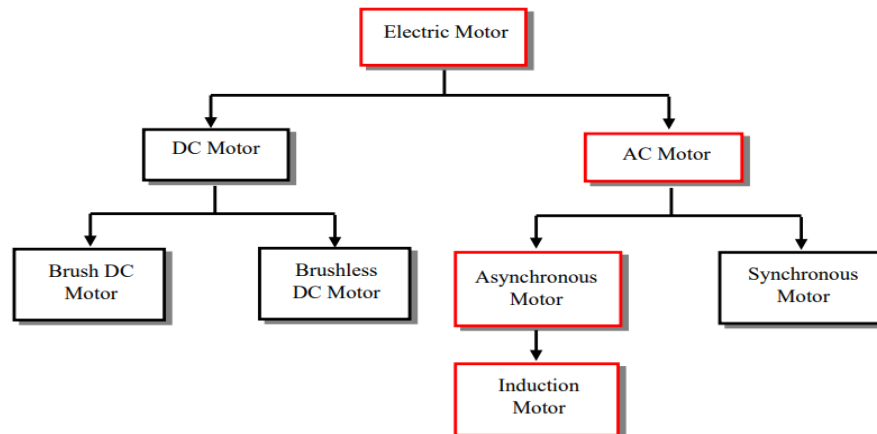 Electric Motor
DC Motor
AC Motor
Brush DC
Motor
Brushless
DC Motor
Asynchronous
Motor
Synchronous
Motor
Induction
Motor